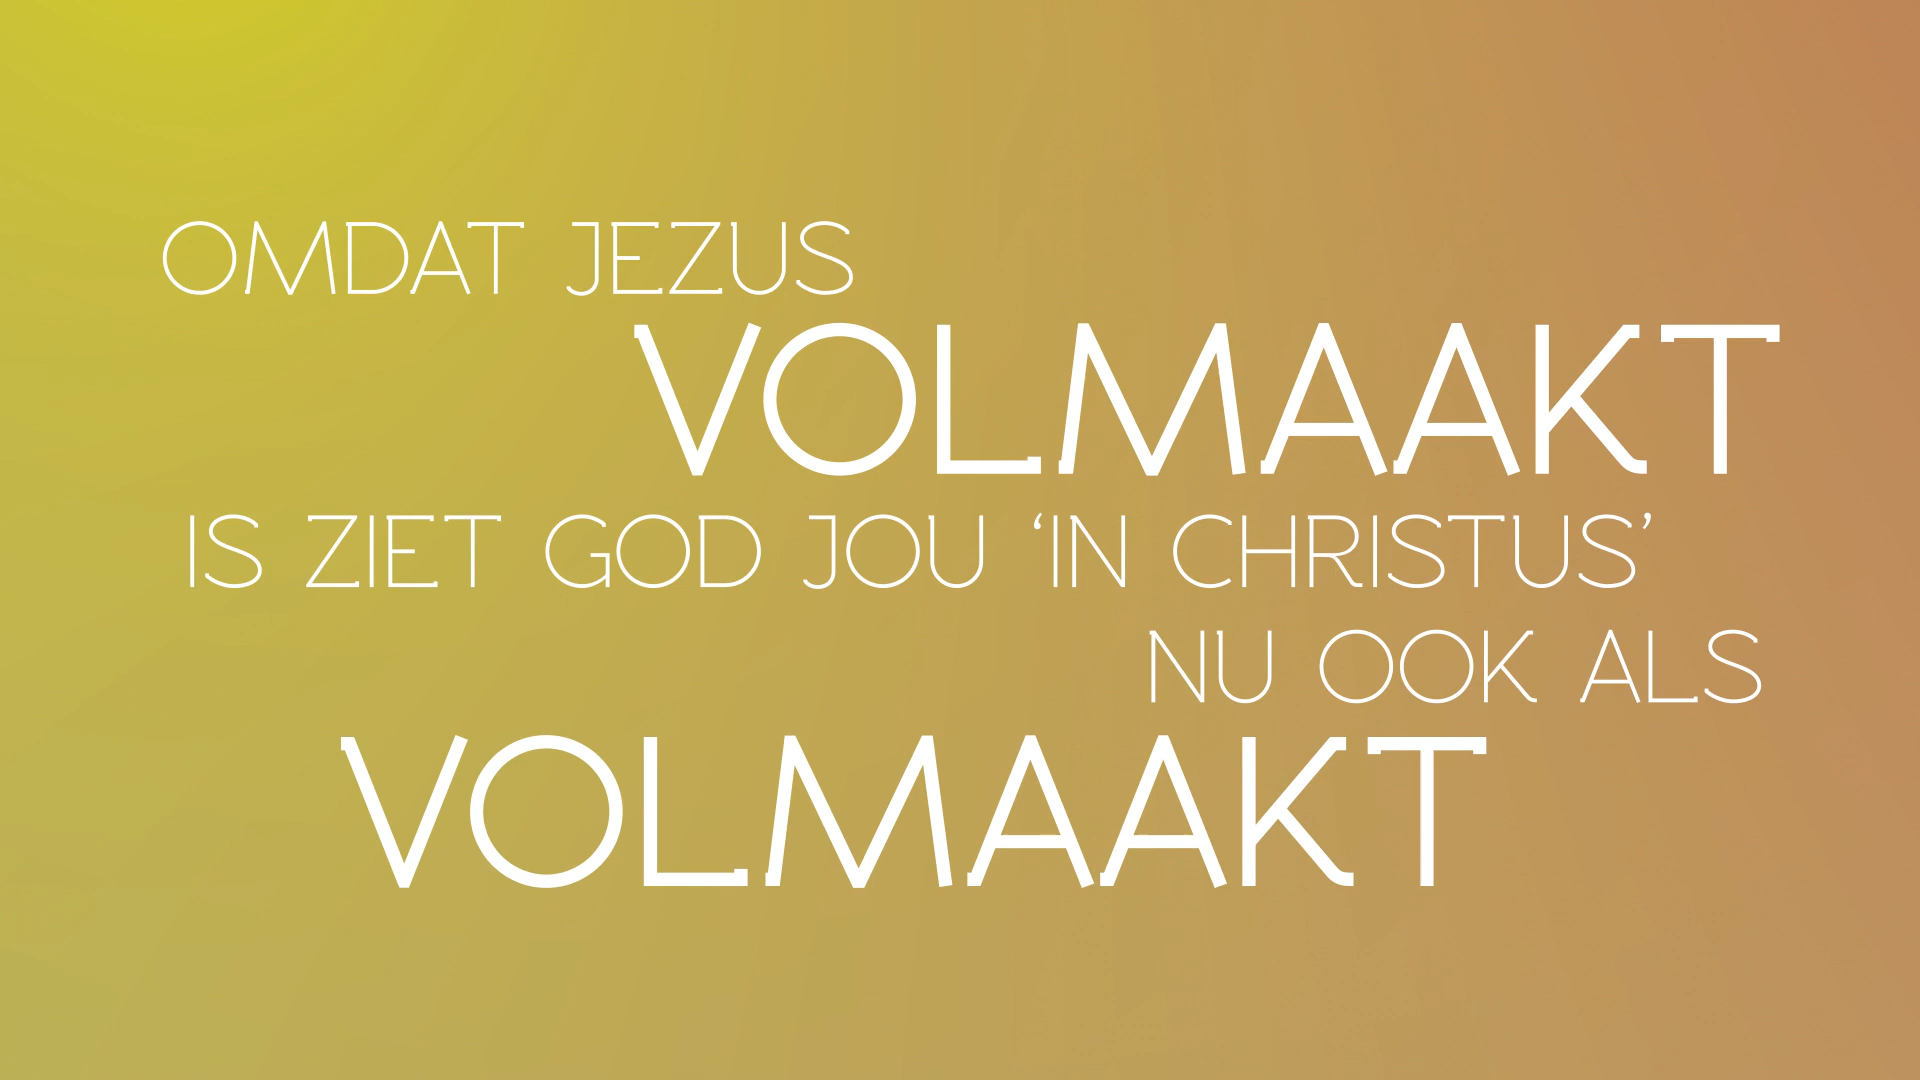 OMDAT JEZUS
VOLMAAKT
IS ZIET GOD JOU ‘IN CHRISTUS’
NU OOK ALS
VOLMAAKT